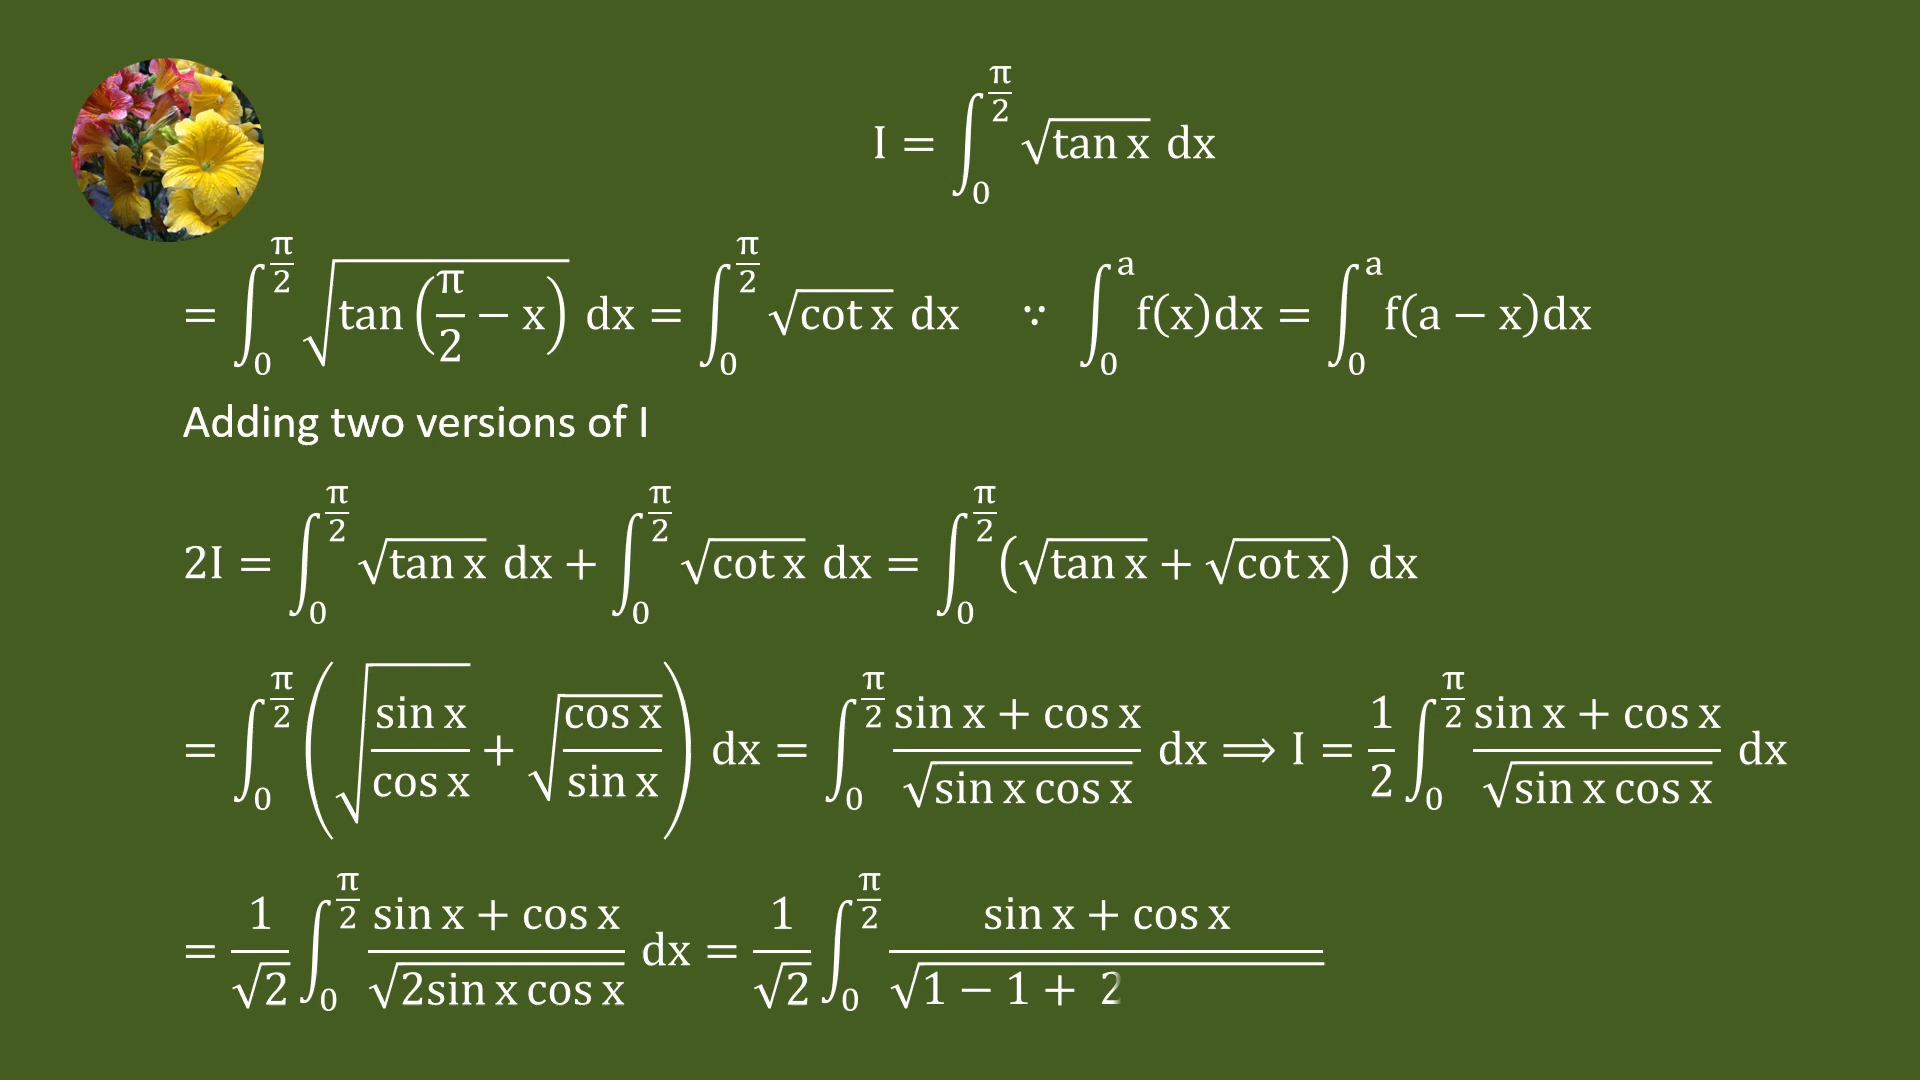 I = ∫₀^(π/2) √(tan x) dx
= ∫₀^(π/2) √(tan(π/2 − x)) dx = ∫₀^(π/2) √(cot x) dx ∵ ∫₀^a f(x)dx = ∫₀^a f(a − x)dx
Adding two versions of I
2I = ∫₀^(π/2) √(tan x) dx + ∫₀^(π/2) √(cot x) dx = ∫₀^(π/2) (√(tan x) + √(cot x)) dx
= ∫₀^(π/2) (√(sin x / cos x) + √(cos x / sin x)) dx = ∫₀^(π/2) (sin x + cos x)/√(sin x cos x) dx ⟹ I = 1/2 ∫₀^(π/2) (sin x + cos x)/√(sin x cos x) dx
= 1/√2 ∫₀^(π/2) (sin x + cos x)/√(2sin x cos x) dx = 1/√2 ∫₀^(π/2) (sin x + cos x)/√(1 − 1 + 2